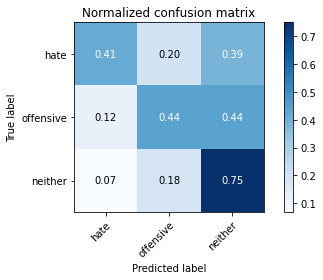 Normalized confusion matrix
True label
hate
0.41 0.20 0.39
offensive
0.12 0.44 0.44
neither
0.07 0.18 0.75
hate
offensive
neither
Predicted label
0.7
0.6
0.5
0.4
0.3
0.2
0.1